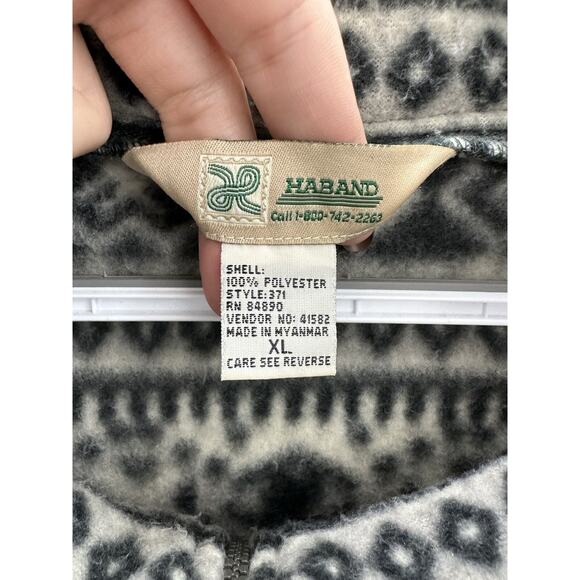 HABAND
Call 1-800-742-2263
SHELL:
100% POLYESTER
STYLE:371
RN 84890
VENDOR NO: 41582
MADE IN MYANMAR
XL
CARE SEE REVERSE